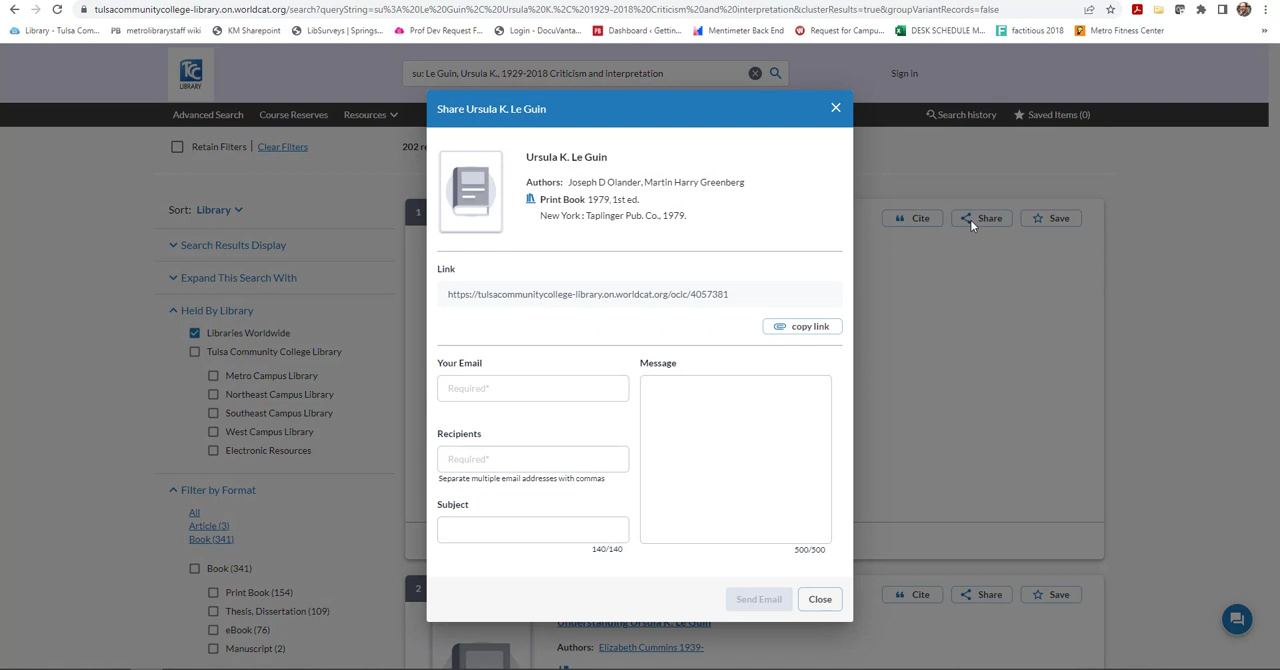 tulsacommunitycollege-library.on.worldcat.org/search?queryString=su%3A%20Le%20Guin%2C%20Ursula%20K.%2C%201929-2018%20Criticism%20and%20interpretation&clusterResults=true&groupVariantRecords=false
Library - Tulsa Com...
PB metrolibrarystaff wiki
KM Sharepoint
LibSurveys | Springs...
Prof Dev Request F...
Login - DocuVanta...
Dashboard ‹ Gettin...
Mentimeter Back End
Request for Campu...
DESK SCHEDULE M...
factitious 2018
Metro Fitness Center
»
TCC
LIBRARY
su: Le Guin, Ursula K., 1929-2018 Criticism and interpretation
Sign in
Advanced Search Course Reserves Resources
Search history Saved Items (0)
Retain Filters | Clear Filters
202 re
Sort: Library
Search Results Display
Expand This Search With
Held By Library
Libraries Worldwide
Tulsa Community College Library
Metro Campus Library
Northeast Campus Library
Southeast Campus Library
West Campus Library
Electronic Resources
Filter by Format
All
Article (3)
Book (341)
Book (341)
Print Book (154)
Thesis, Dissertation (109)
eBook (76)
Manuscript (2)
1
Cite Share Save
Share Ursula K. Le Guin
Ursula K. Le Guin
Authors: Joseph D Olander, Martin Harry Greenberg
Print Book 1979, 1st ed.
New York : Taplinger Pub. Co., 1979.
Link
https://tulsacommunitycollege-library.on.worldcat.org/oclc/4057381
copy link
Your Email
Required*
Recipients
Required*
Separate multiple email addresses with commas
Subject
140/140
Message
500/500
Send Email Close
2
Cite Share Save
Understanding Ursula K. Le Guin
Authors: Elizabeth Cummins 1939-